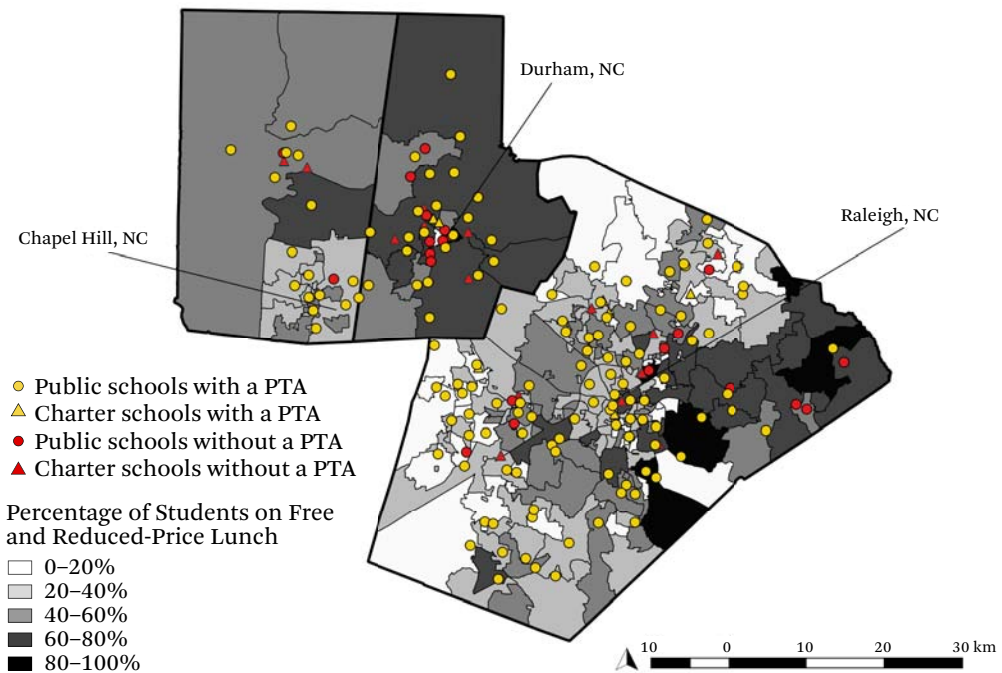 Durham, NC
Raleigh, NC
Chapel Hill, NC
Public schools with a PTA
Charter schools with a PTA
Public schools without a PTA
Charter schools without a PTA
Percentage of Students on Free
and Reduced-Price Lunch
0–20%
20–40%
40–60%
60–80%
80–100%
10 0 10 20 30 km